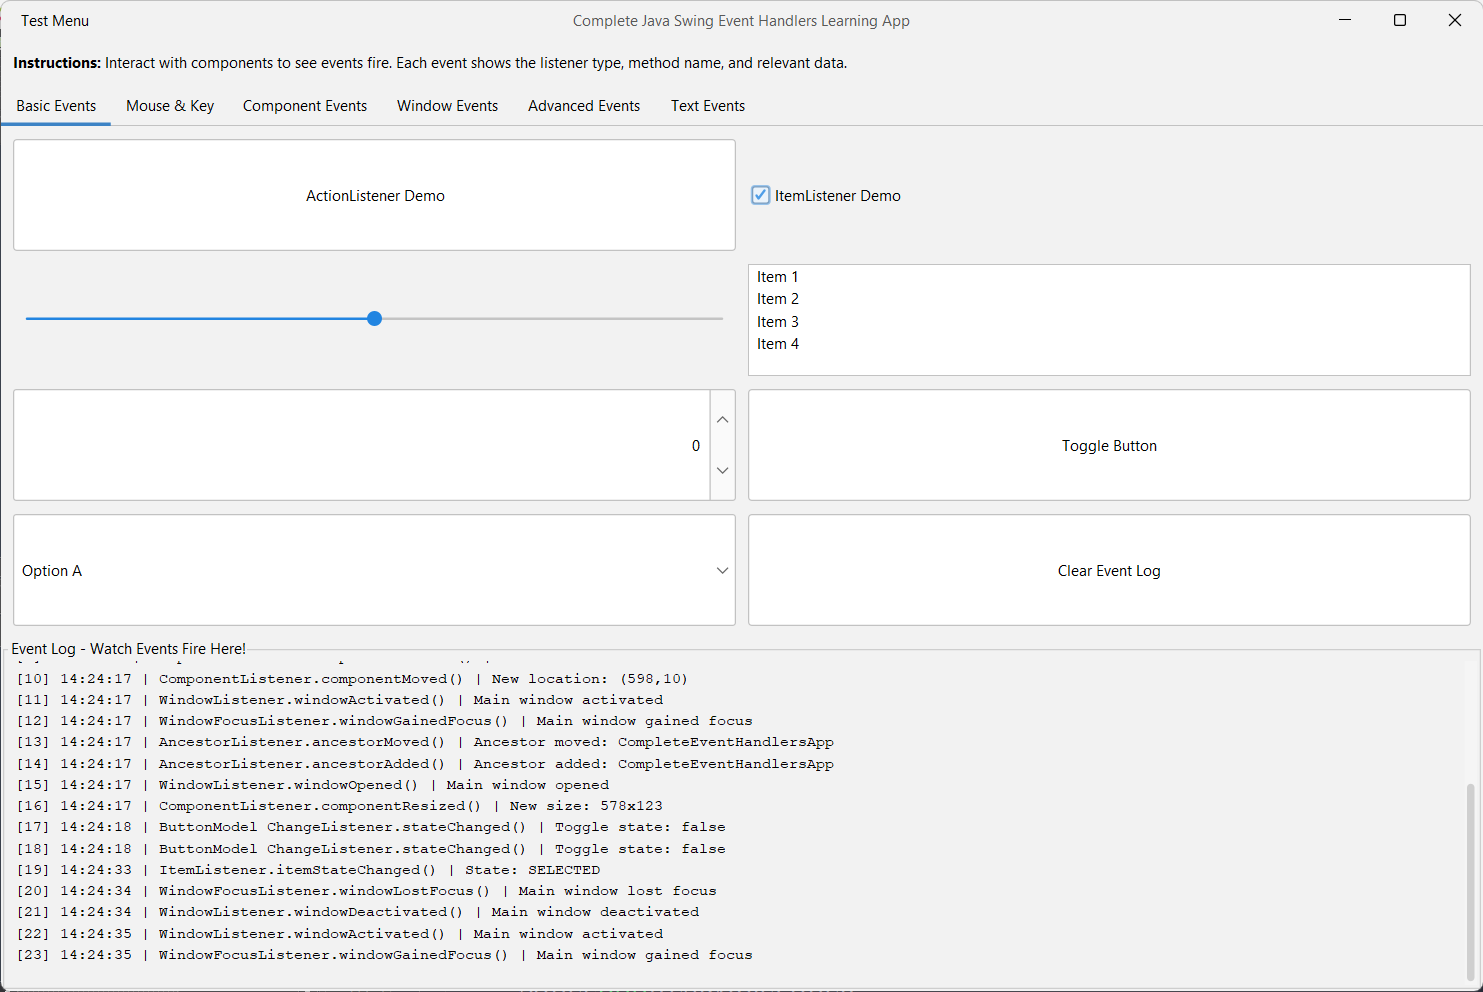 Test Menu
Complete Java Swing Event Handlers Learning App
Instructions: Interact with components to see events fire. Each event shows the listener type, method name, and relevant data.
Basic Events Mouse & Key Component Events Window Events Advanced Events Text Events
ActionListener Demo
ItemListener Demo
Item 1
Item 2
Item 3
Item 4
0
Toggle Button
Option A
Clear Event Log
Event Log - Watch Events Fire Here!
[10] 14:24:17 | ComponentListener.componentMoved() | New location: (598,10)
[11] 14:24:17 | WindowListener.windowActivated() | Main window activated
[12] 14:24:17 | WindowFocusListener.windowGainedFocus() | Main window gained focus
[13] 14:24:17 | AncestorListener.ancestorMoved() | Ancestor moved: CompleteEventHandlersApp
[14] 14:24:17 | AncestorListener.ancestorAdded() | Ancestor added: CompleteEventHandlersApp
[15] 14:24:17 | WindowListener.windowOpened() | Main window opened
[16] 14:24:17 | ComponentListener.componentResized() | New size: 578x123
[17] 14:24:18 | ButtonModel ChangeListener.stateChanged() | Toggle state: false
[18] 14:24:18 | ButtonModel ChangeListener.stateChanged() | Toggle state: false
[19] 14:24:33 | ItemListener.itemStateChanged() | State: SELECTED
[20] 14:24:34 | WindowFocusListener.windowLostFocus() | Main window lost focus
[21] 14:24:34 | WindowListener.windowDeactivated() | Main window deactivated
[22] 14:24:35 | WindowListener.windowActivated() | Main window activated
[23] 14:24:35 | WindowFocusListener.windowGainedFocus() | Main window gained focus